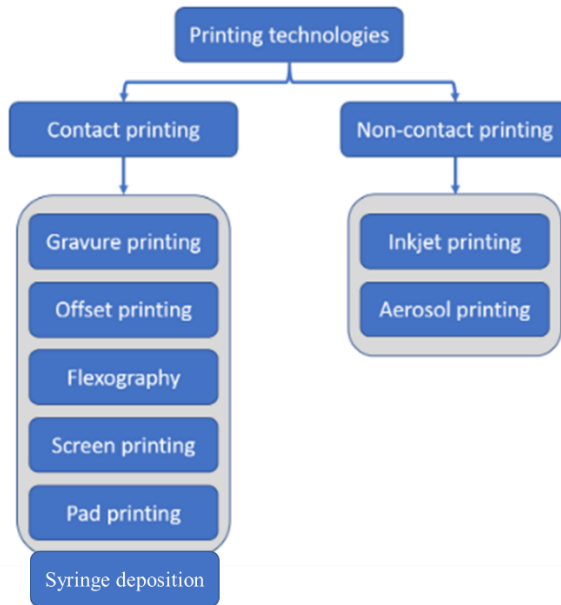 Printing technologies
Contact printing
Non-contact printing
Gravure printing
Offset printing
Flexography
Screen printing
Pad printing
Syringe deposition
Inkjet printing
Aerosol printing